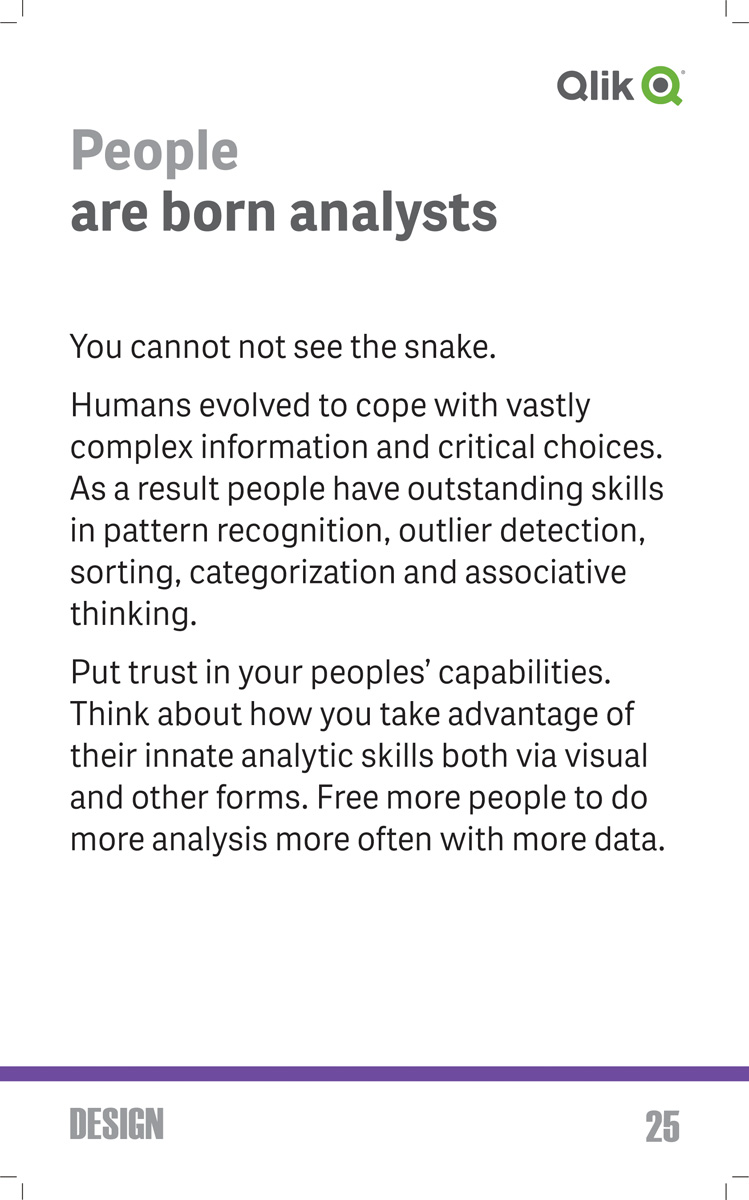 Qlik
People
are born analysts
You cannot not see the snake.
Humans evolved to cope with vastly
complex information and critical choices.
As a result people have outstanding skills
in pattern recognition, outlier detection,
sorting, categorization and associative
thinking.
Put trust in your peoples’ capabilities.
Think about how you take advantage of
their innate analytic skills both via visual
and other forms. Free more people to do
more analysis more often with more data.
DESIGN
25